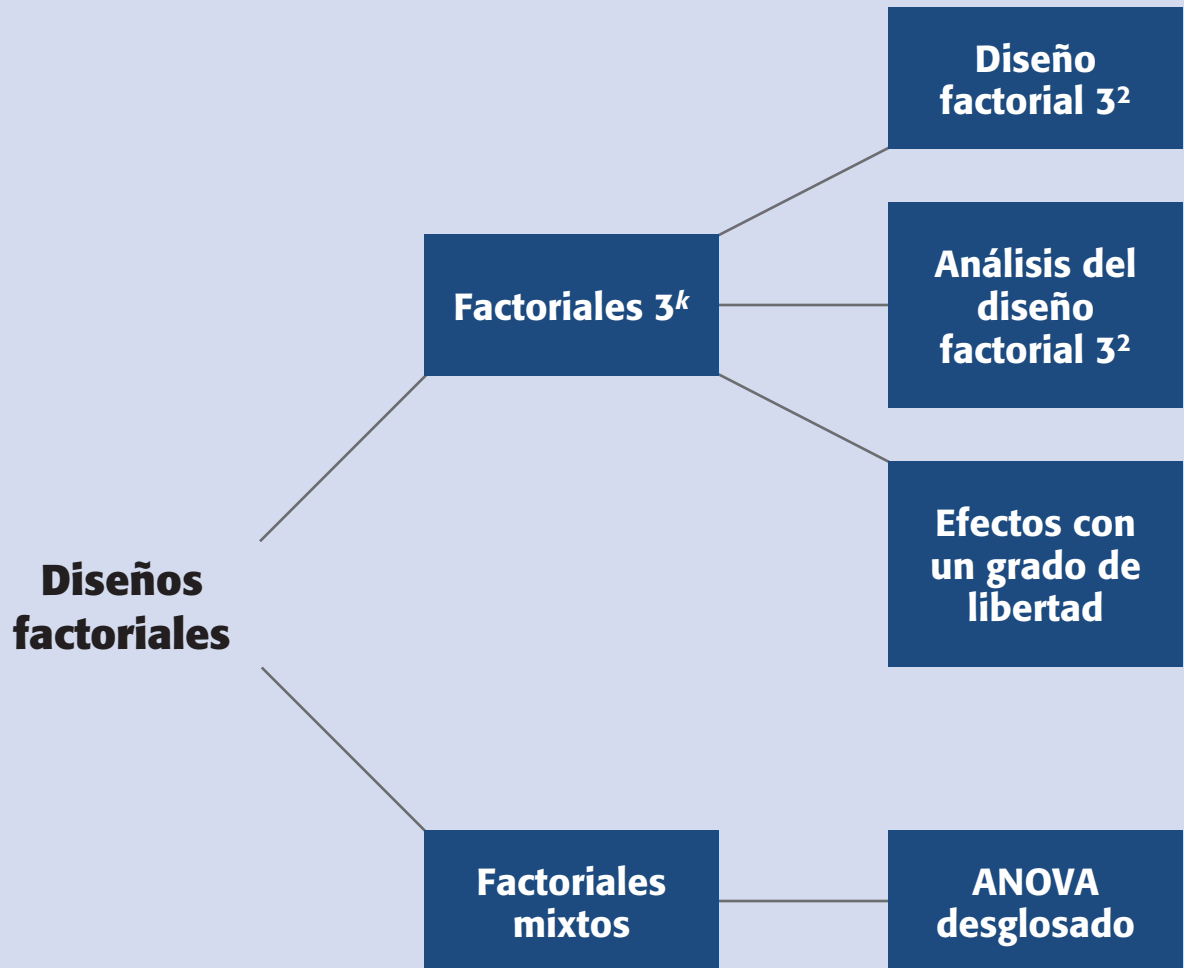 Diseños
factoriales
Factoriales 3ᵏ
Diseño
factorial 3²
Análisis del
diseño
factorial 3²
Efectos con
un grado de
libertad
Factoriales
mixtos
ANOVA
desglosado